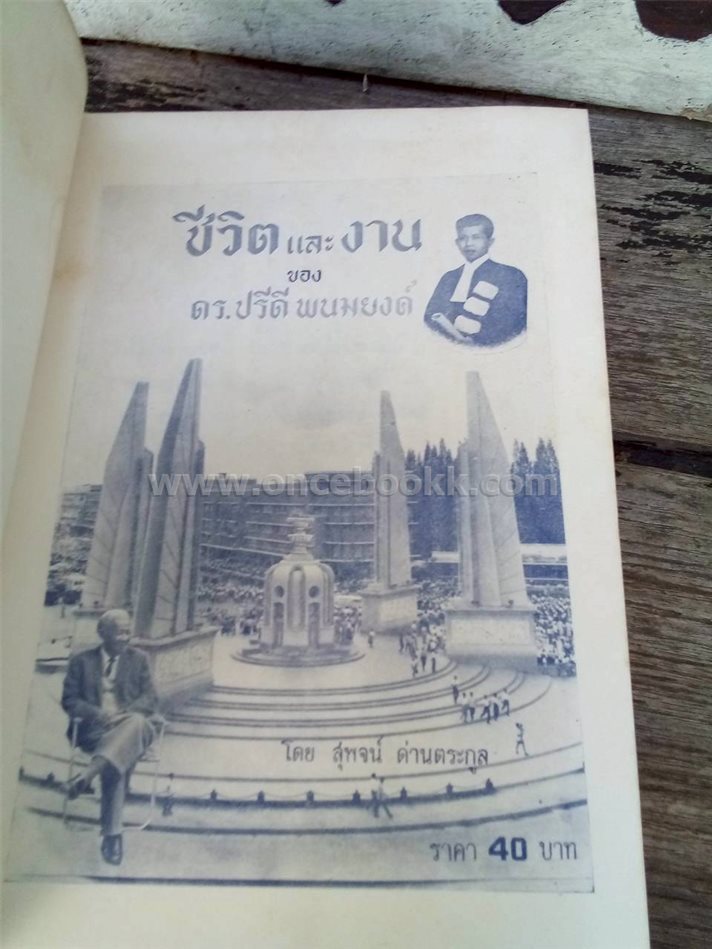 ชีวิตและงาน
ของ
ดร.ปรีดี พนมยงค์
www.oncebookk.com
โดย สุพจน์ ด่านตระกูล
ราคา 40 บาท